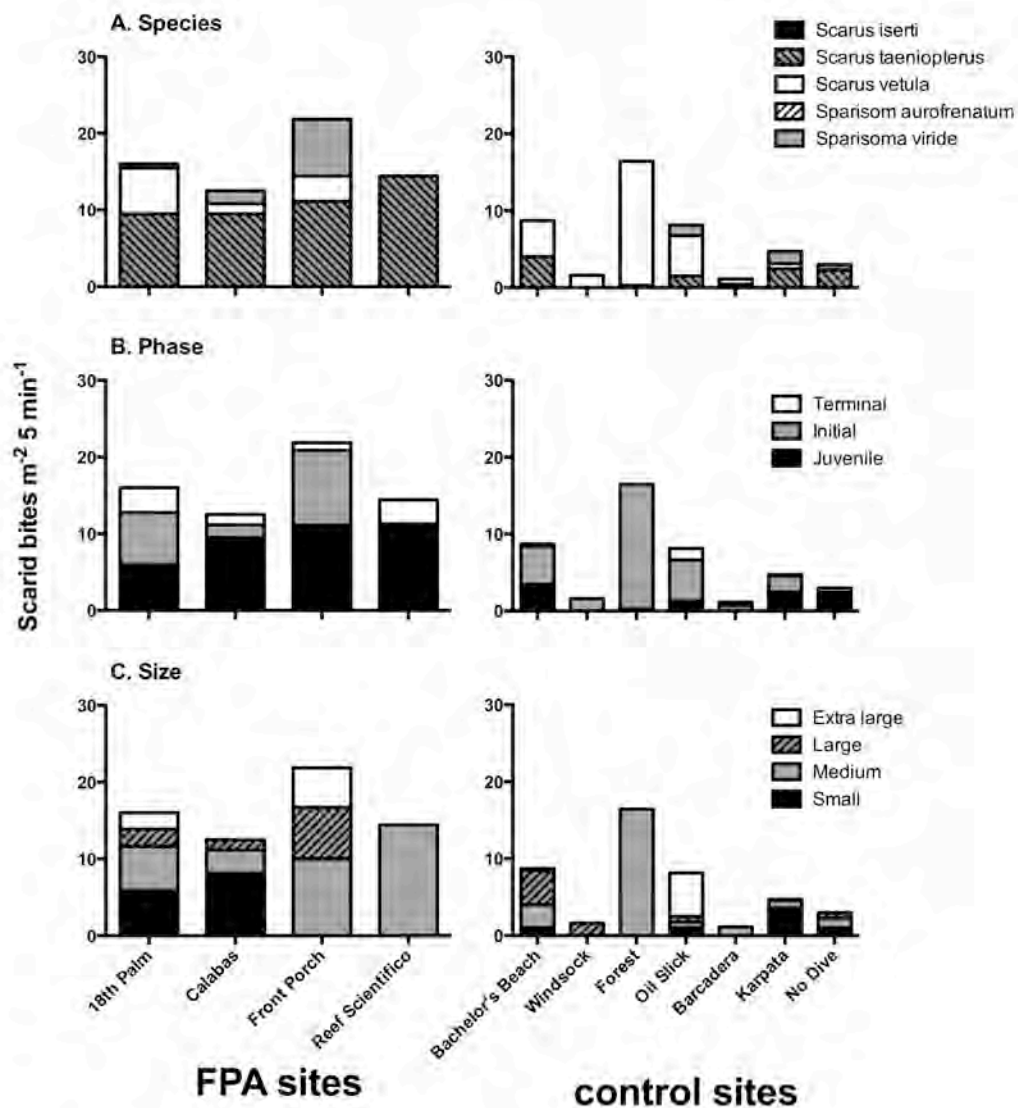 A. Species
30
20
10
0
30
20
10
0
Scarus iserti
Scarus taeniopterus
Scarus vetula
Sparisom aurofrenatum
Sparisoma viride
Scarid bites m⁻² 5 min⁻¹
B. Phase
30
20
10
0
30
20
10
0
Terminal
Initial
Juvenile
C. Size
30
20
10
0
30
20
10
0
Extra large
Large
Medium
Small
18th Palm
Calabas
Front Porch
Reef Scientifico
Bachelor's Beach
Windsock
Forest
Oil Slick
Barcadera
Karpata
No Dive
FPA sites
control sites